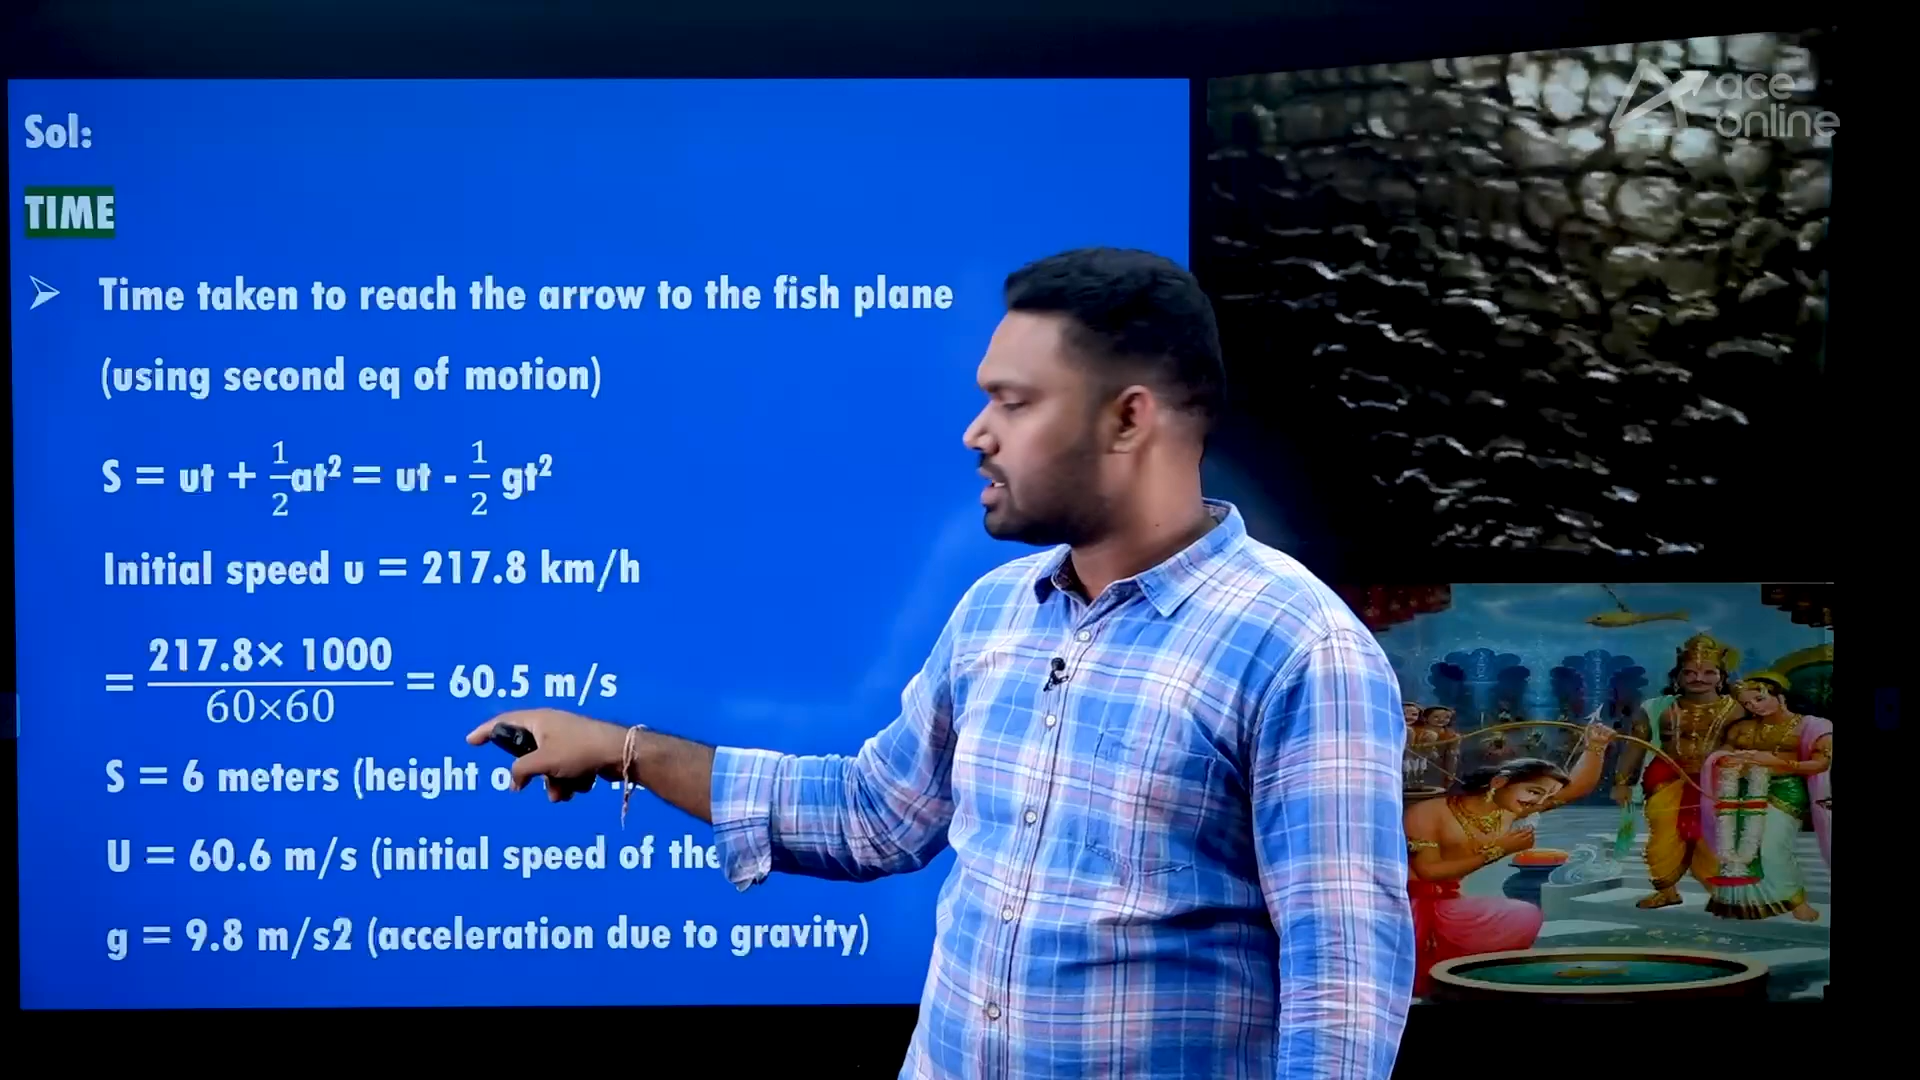 ace
online
Sol:
TIME
➢ Time taken to reach the arrow to the fish plane
(using second eq of motion)
S = ut + 1/2 at² = ut - 1/2 gt²
Initial speed u = 217.8 km/h
= 217.8× 1000 / 60×60 = 60.5 m/s
S = 6 meters (height
U = 60.6 m/s (initial speed of the
g = 9.8 m/s2 (acceleration due to gravity)